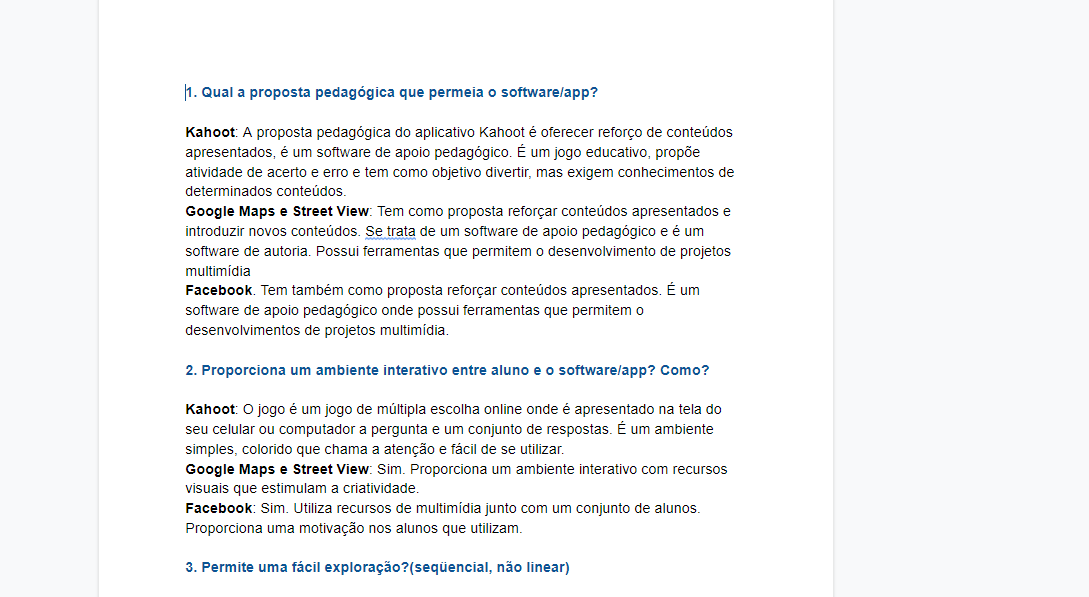 1. Qual a proposta pedagógica que permeia o software/app?
Kahoot: A proposta pedagógica do aplicativo Kahoot é oferecer reforço de conteúdos
apresentados, é um software de apoio pedagógico. É um jogo educativo, propõe
atividade de acerto e erro e tem como objetivo divertir, mas exigem conhecimentos de
determinados conteúdos.
Google Maps e Street View: Tem como proposta reforçar conteúdos apresentados e
introduzir novos conteúdos. Se trata de um software de apoio pedagógico e é um
software de autoria. Possui ferramentas que permitem o desenvolvimento de projetos
multimídia
Facebook. Tem também como proposta reforçar conteúdos apresentados. É um
software de apoio pedagógico onde possui ferramentas que permitem o
desenvolvimentos de projetos multimídia.
2. Proporciona um ambiente interativo entre aluno e o software/app? Como?
Kahoot: O jogo é um jogo de múltipla escolha online onde é apresentado na tela do
seu celular ou computador a pergunta e um conjunto de respostas. É um ambiente
simples, colorido que chama a atenção e fácil de se utilizar.
Google Maps e Street View: Sim. Proporciona um ambiente interativo com recursos
visuais que estimulam a criatividade.
Facebook: Sim. Utiliza recursos de multimídia junto com um conjunto de alunos.
Proporciona uma motivação nos alunos que utilizam.
3. Permite uma fácil exploração?(seqüencial, não linear)